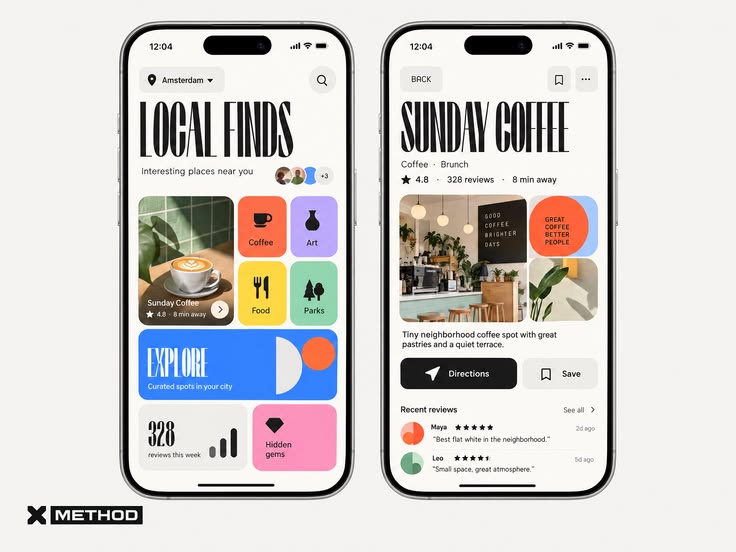 12:04
Amsterdam
LOCAL FINDS
Interesting places near you
+3
Coffee
Art
Sunday Coffee
4.8 · 8 min away
Food
Parks
EXPLORE
Curated spots in your city
328
reviews this week
Hidden
gems
12:04
BACK
SUNDAY COFFEE
Coffee · Brunch
4.8 · 328 reviews · 8 min away
GOOD
COFFEE
BRIGHTER
DAYS
GREAT
COFFEE
BETTER
PEOPLE
Tiny neighborhood coffee spot with great
pastries and a quiet terrace.
Directions
Save
Recent reviews
See all
Maya
2d ago
"Best flat white in the neighborhood."
Leo
5d ago
"Small space, great atmosphere."
METHOD